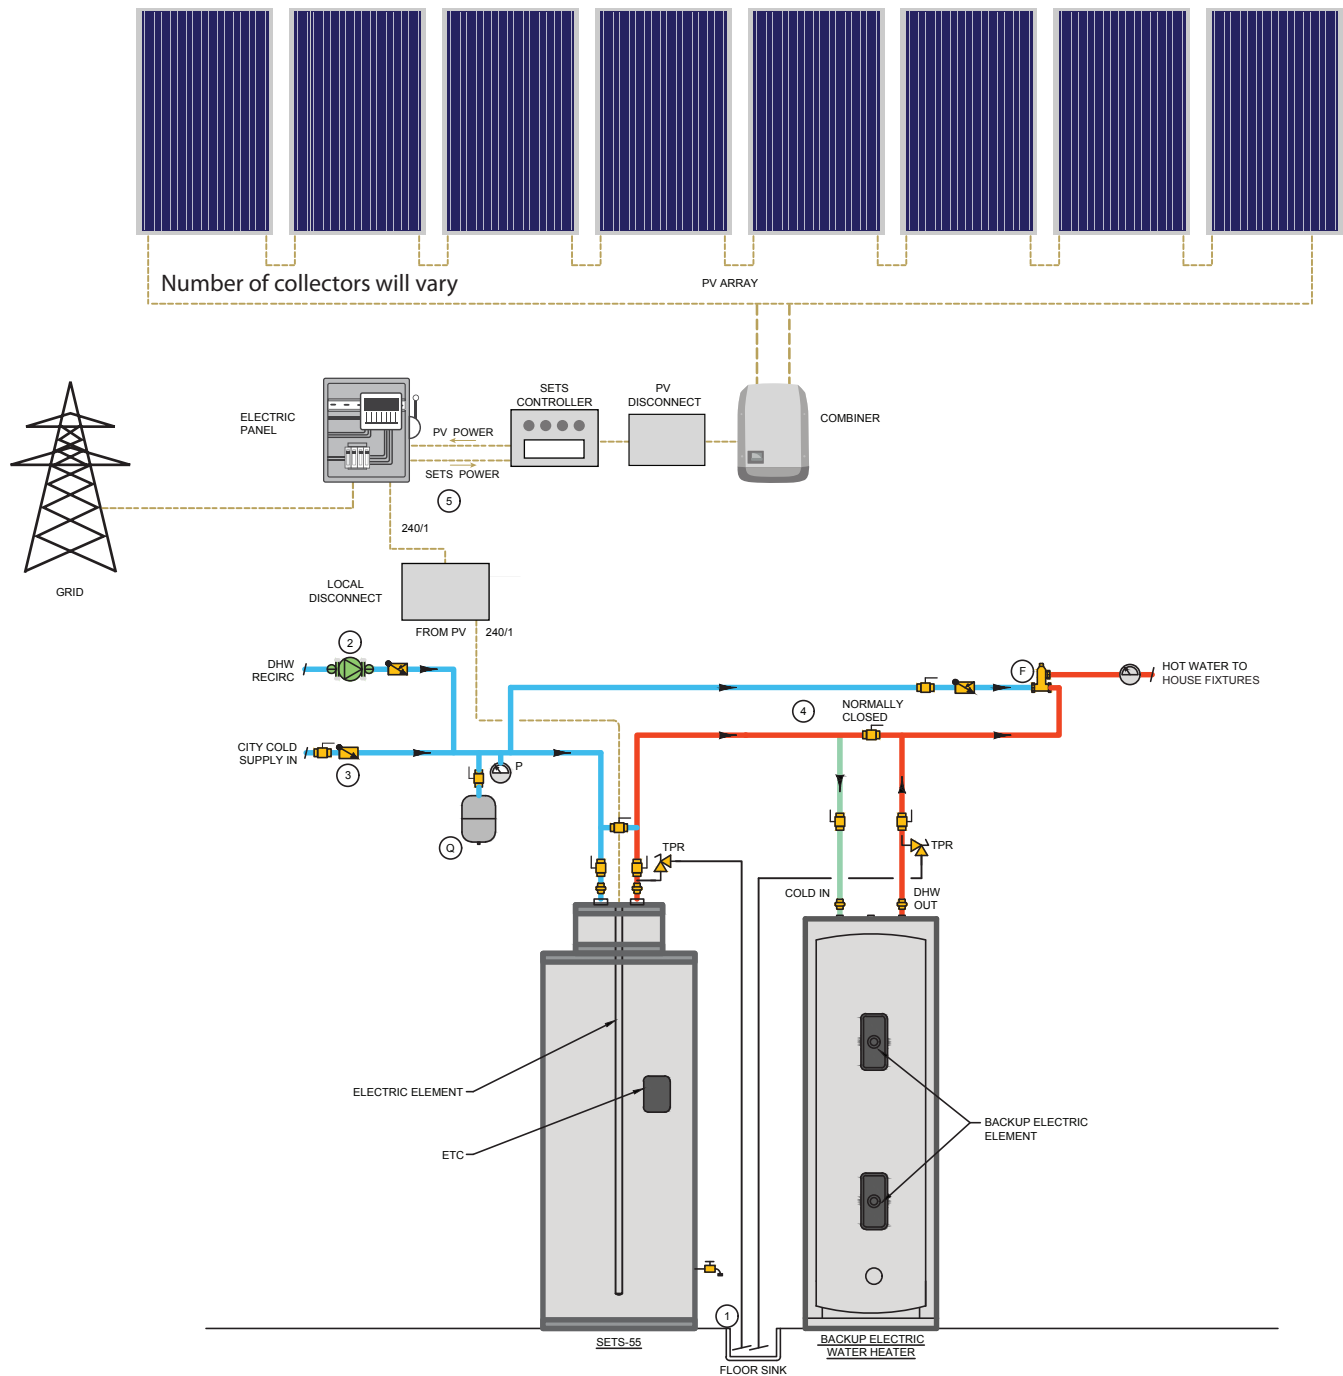 Number of collectors will vary
PV ARRAY
SETS
CONTROLLER
PV
DISCONNECT
COMBINER
ELECTRIC
PANEL
PV POWER
SETS POWER
5
240/1
GRID
LOCAL
DISCONNECT
FROM PV
240/1
2
DHW
RECIRC
F
HOT WATER TO
HOUSE FIXTURES
4
NORMALLY
CLOSED
CITY COLD
SUPPLY IN
3
P
Q
TPR
TPR
COLD IN
DHW
OUT
ELECTRIC ELEMENT
ETC
BACKUP ELECTRIC
ELEMENT
1
SETS-55
FLOOR SINK
BACKUP ELECTRIC
WATER HEATER